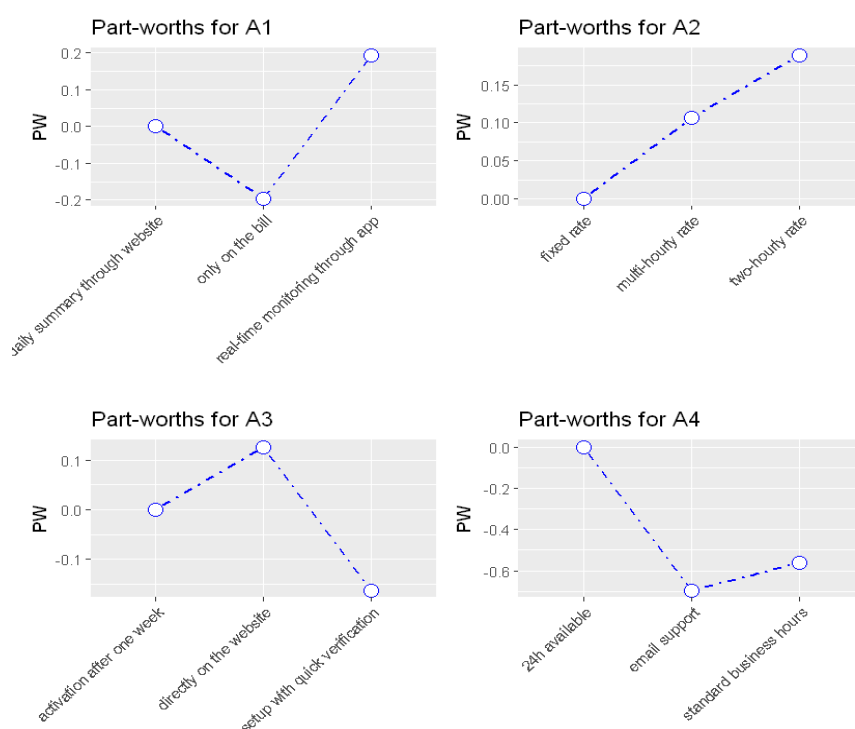 Part-worths for A1
PW
0.2
0.1
0.0
-0.1
-0.2
daily summary through website
only on the bill
real-time monitoring through app
Part-worths for A2
PW
0.15
0.10
0.05
0.00
fixed rate
multi-hourly rate
two-hourly rate
Part-worths for A3
PW
0.1
0.0
-0.1
activation after one week
directly on the website
setup with quick verification
Part-worths for A4
PW
0.0
-0.2
-0.4
-0.6
24h available
email support
standard business hours